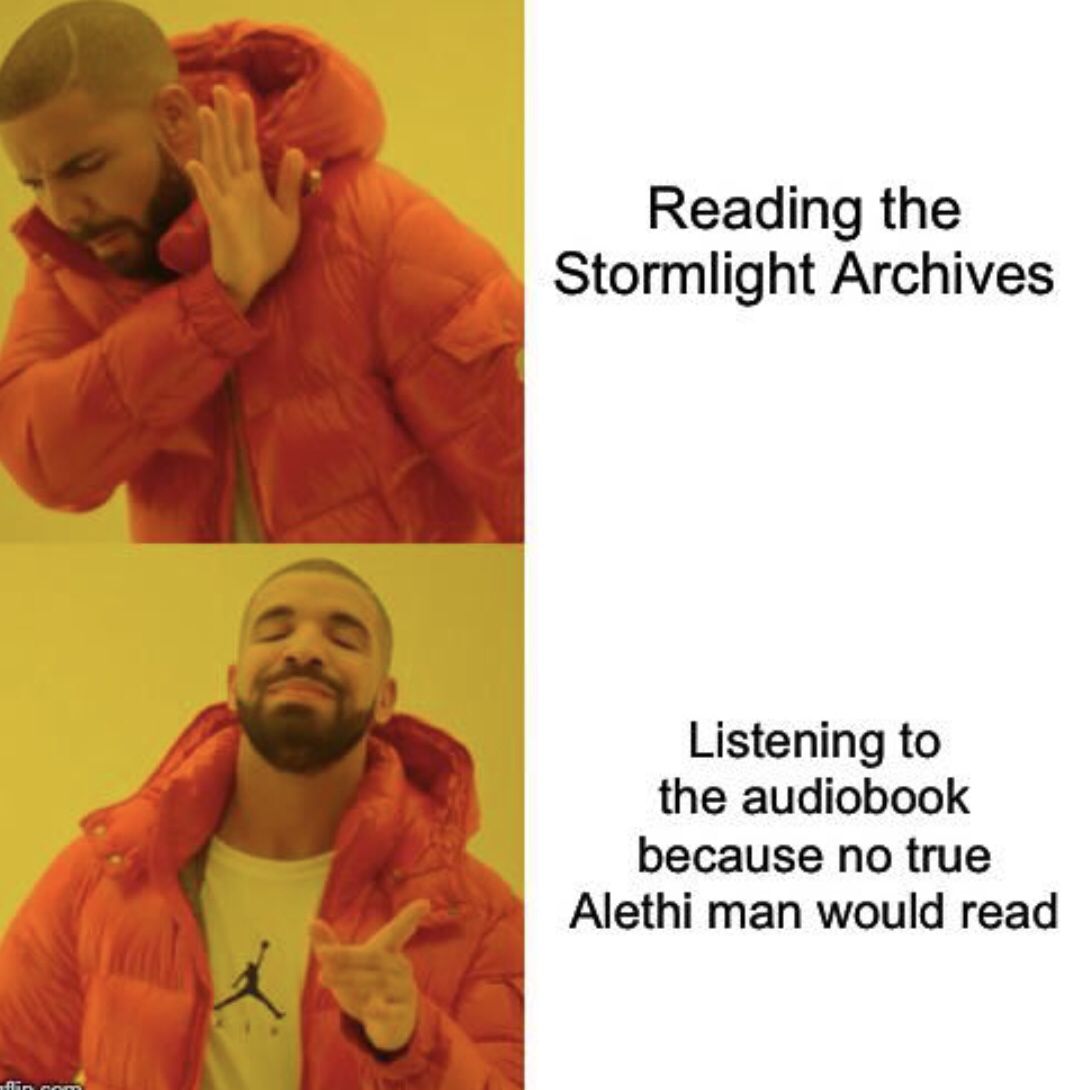 Reading the
Stormlight Archives
Listening to
the audiobook
because no true
Alethi man would read